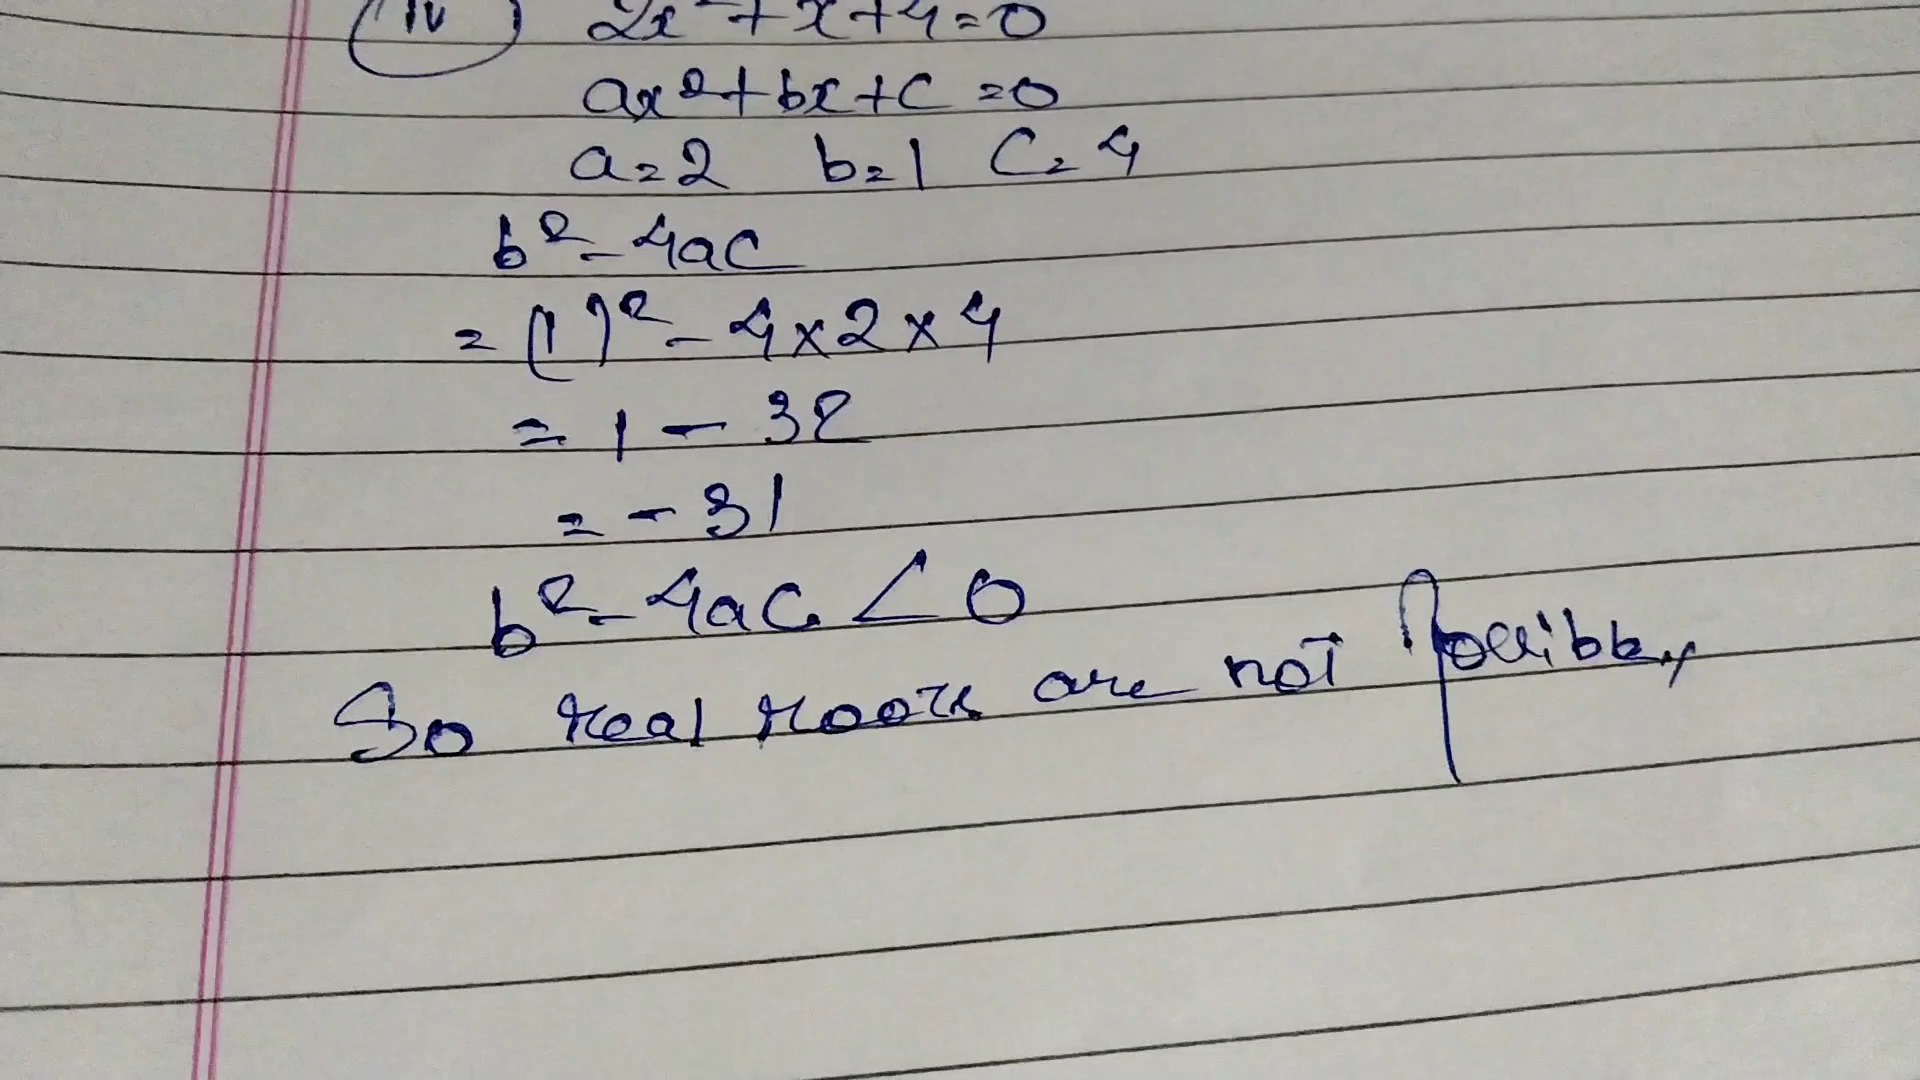 (iv) 2x² + x + 4 = 0
ax² + bx + c = 0
a = 2 b = 1 C = 4
b² - 4ac
= (1)² - 4 × 2 × 4
= 1 - 32
= - 31
b² - 4ac < 0
So real roots are not Possible,